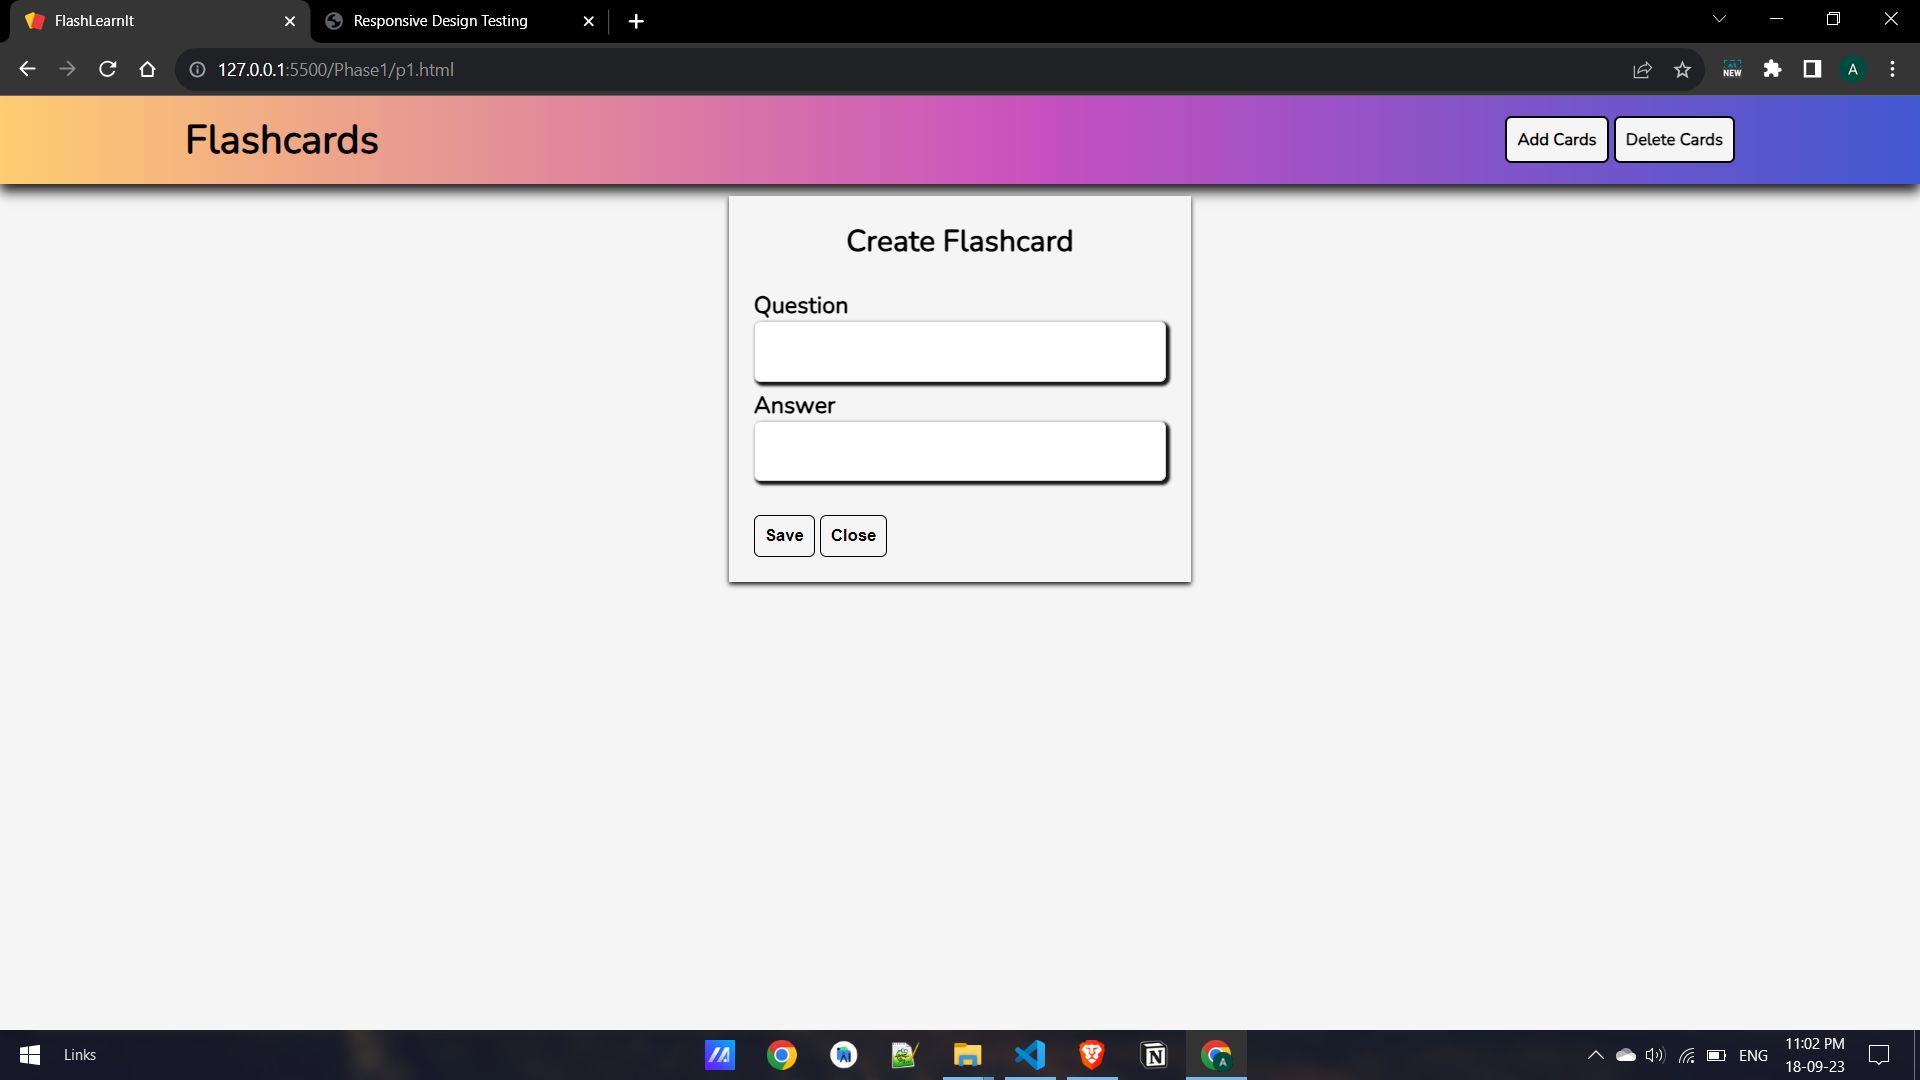 FlashLearnIt
Responsive Design Testing
127.0.0.1:5500/Phase1/p1.html
NEW
A
Flashcards
Add Cards
Delete Cards
Create Flashcard
Question
Answer
Save
Close
Links
N
A
ENG
11:02 PM
18-09-23